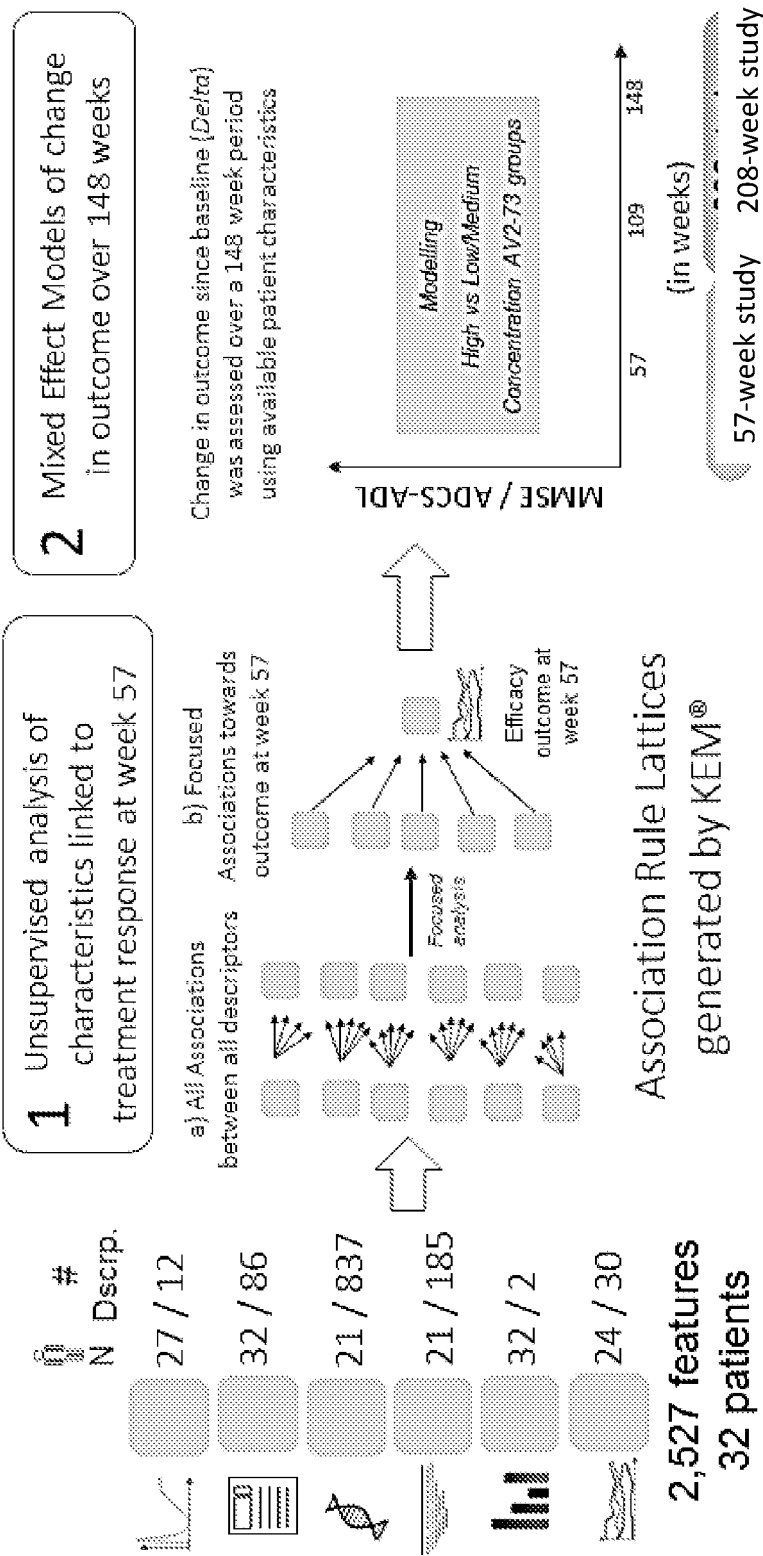 N
#
Dscrp.
27 / 12
32 / 86
21 / 837
21 / 185
32 / 2
24 / 30
2,527 features
32 patients
1 Unsupervised analysis of
characteristics linked to
treatment response at week 57
a) All Associations
between all descriptors
Focused
analysis
b) Focused
Associations towards
outcome at week 57
Efficacy
outcome at
week 57
Association Rule Lattices
generated by KEM®
2 Mixed Effect Models of change
in outcome over 148 weeks
Change in outcome since baseline (Delta)
was assessed over a 148 week period
using available patient characteristics
MMSE / ADCS-ADL
Modelling
High vs Low/Medium
Concentration AV2-73 groups
57 109 148
(in weeks)
57-week study 208-week study